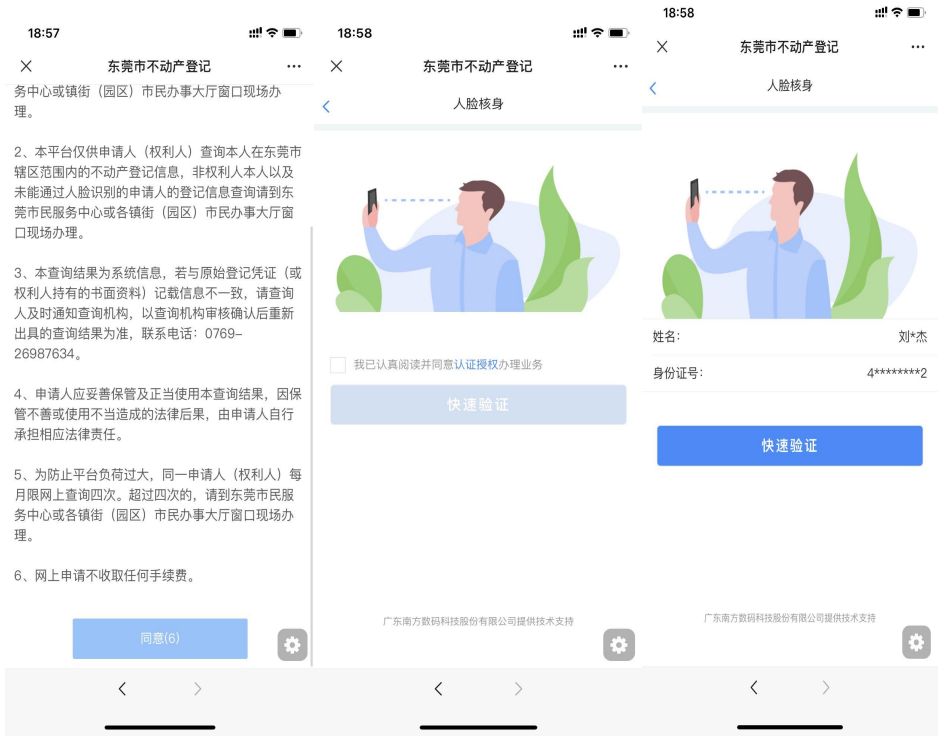 18:57
东莞市不动产登记
务中心或镇街（园区）市民办事大厅窗口现场办
理。
2、本平台仅供申请人（权利人）查询本人在东莞市
辖区范围内的不动产登记信息，非权利人本人以及
未能通过人脸识别的申请人的登记信息查询请到东
莞市民服务中心或各镇街（园区）市民办事大厅窗
口现场办理。
3、本查询结果为系统信息，若与原始登记凭证（或
权利人持有的书面资料）记载信息不一致，请查询
人及时通知查询机构，以查询机构审核确认后重新
出具的查询结果为准，联系电话：0769-
26987634。
4、申请人应妥善保管及正当使用本查询结果，因保
管不善或使用不当造成的法律后果，由申请人自行
承担相应法律责任。
5、为防止平台负荷过大，同一申请人（权利人）每
月限网上查询四次。超过四次的，请到东莞市民服
务中心或各镇街（园区）市民办事大厅窗口现场办
理。
6、网上申请不收取任何手续费。
同意(6)
18:58
东莞市不动产登记
人脸核身
我已认真阅读并同意认证授权办理业务
快速验证
广东南方数码科技股份有限公司提供技术支持
18:58
东莞市不动产登记
人脸核身
姓名： 刘*杰
身份证号： 4********2
快速验证
广东南方数码科技股份有限公司提供技术支持